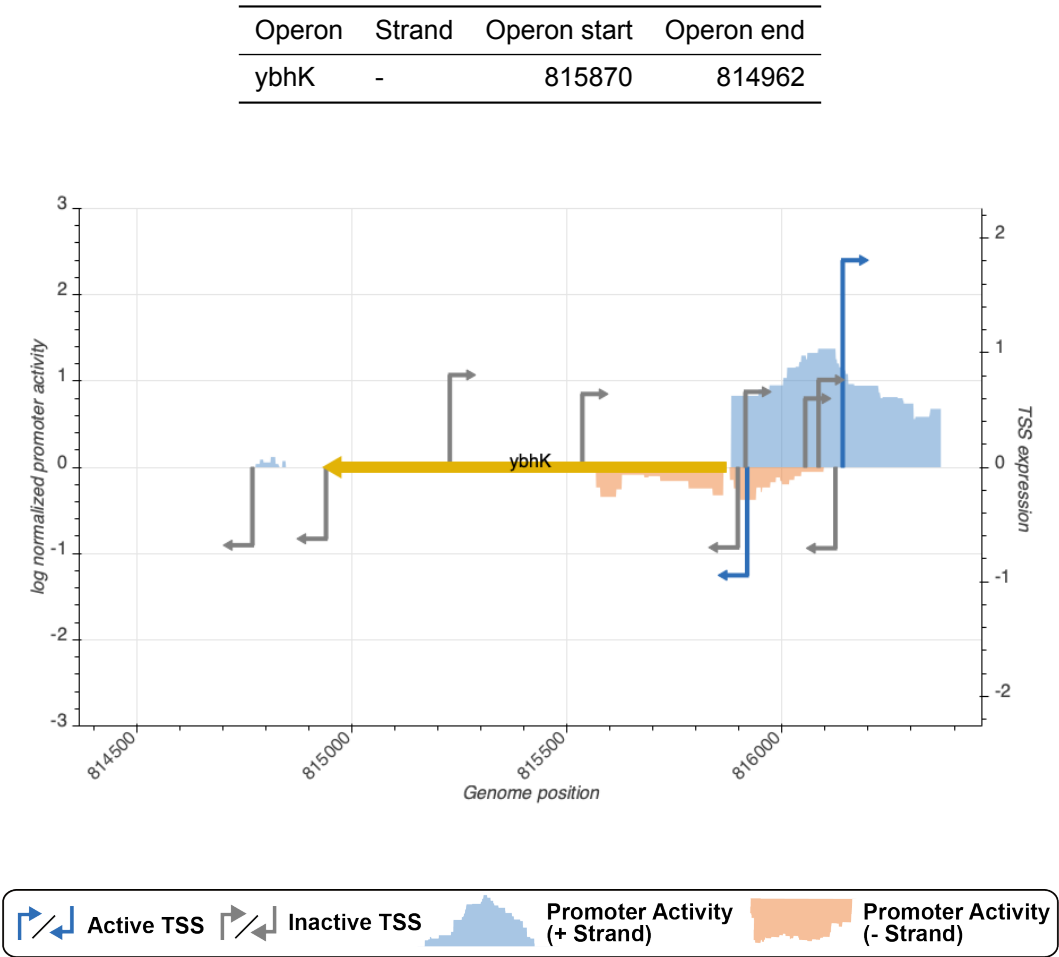 Operon Strand Operon start Operon end
ybhK - 815870 814962
3
2
1
0
-1
-2
-3
log normalized promoter activity
2
1
0
-1
-2
TSS expression
ybhK
814500 815000 815500 816000
Genome position
Active TSS
Inactive TSS
Promoter Activity
(+ Strand)
Promoter Activity
(- Strand)